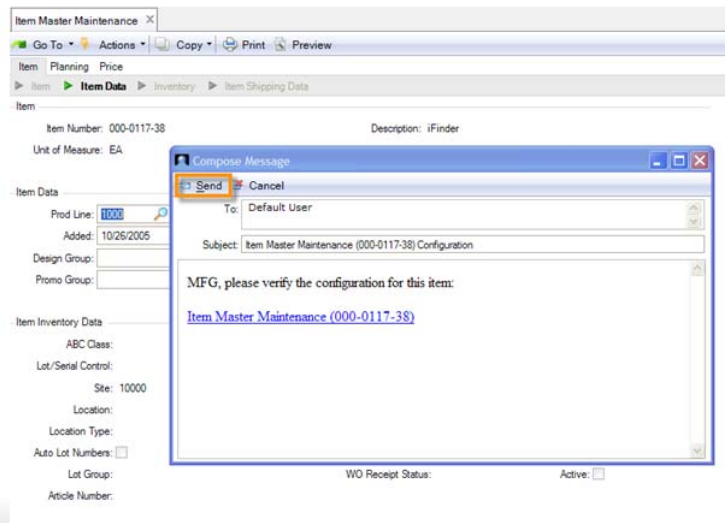 Item Master Maintenance
Go To Actions Copy Print Preview
Item Planning Price
Item Item Data Inventory Item Shipping Data
Item
Item Number: 000-0117-38 Description: iFinder
Unit of Measure: EA
Compose Message
Send Cancel
To: Default User
Subject: Item Master Maintenance (000-0117-38) Configuration
MFG, please verify the configuration for this item:
Item Master Maintenance (000-0117-38)
Item Data
Prod Line: 1000
Added: 10/26/2005
Design Group:
Promo Group:
Item Inventory Data
ABC Class:
Lot/Serial Control:
Site: 10000
Location:
Location Type:
Auto Lot Numbers:
Lot Group: WO Receipt Status: Active:
Article Number: